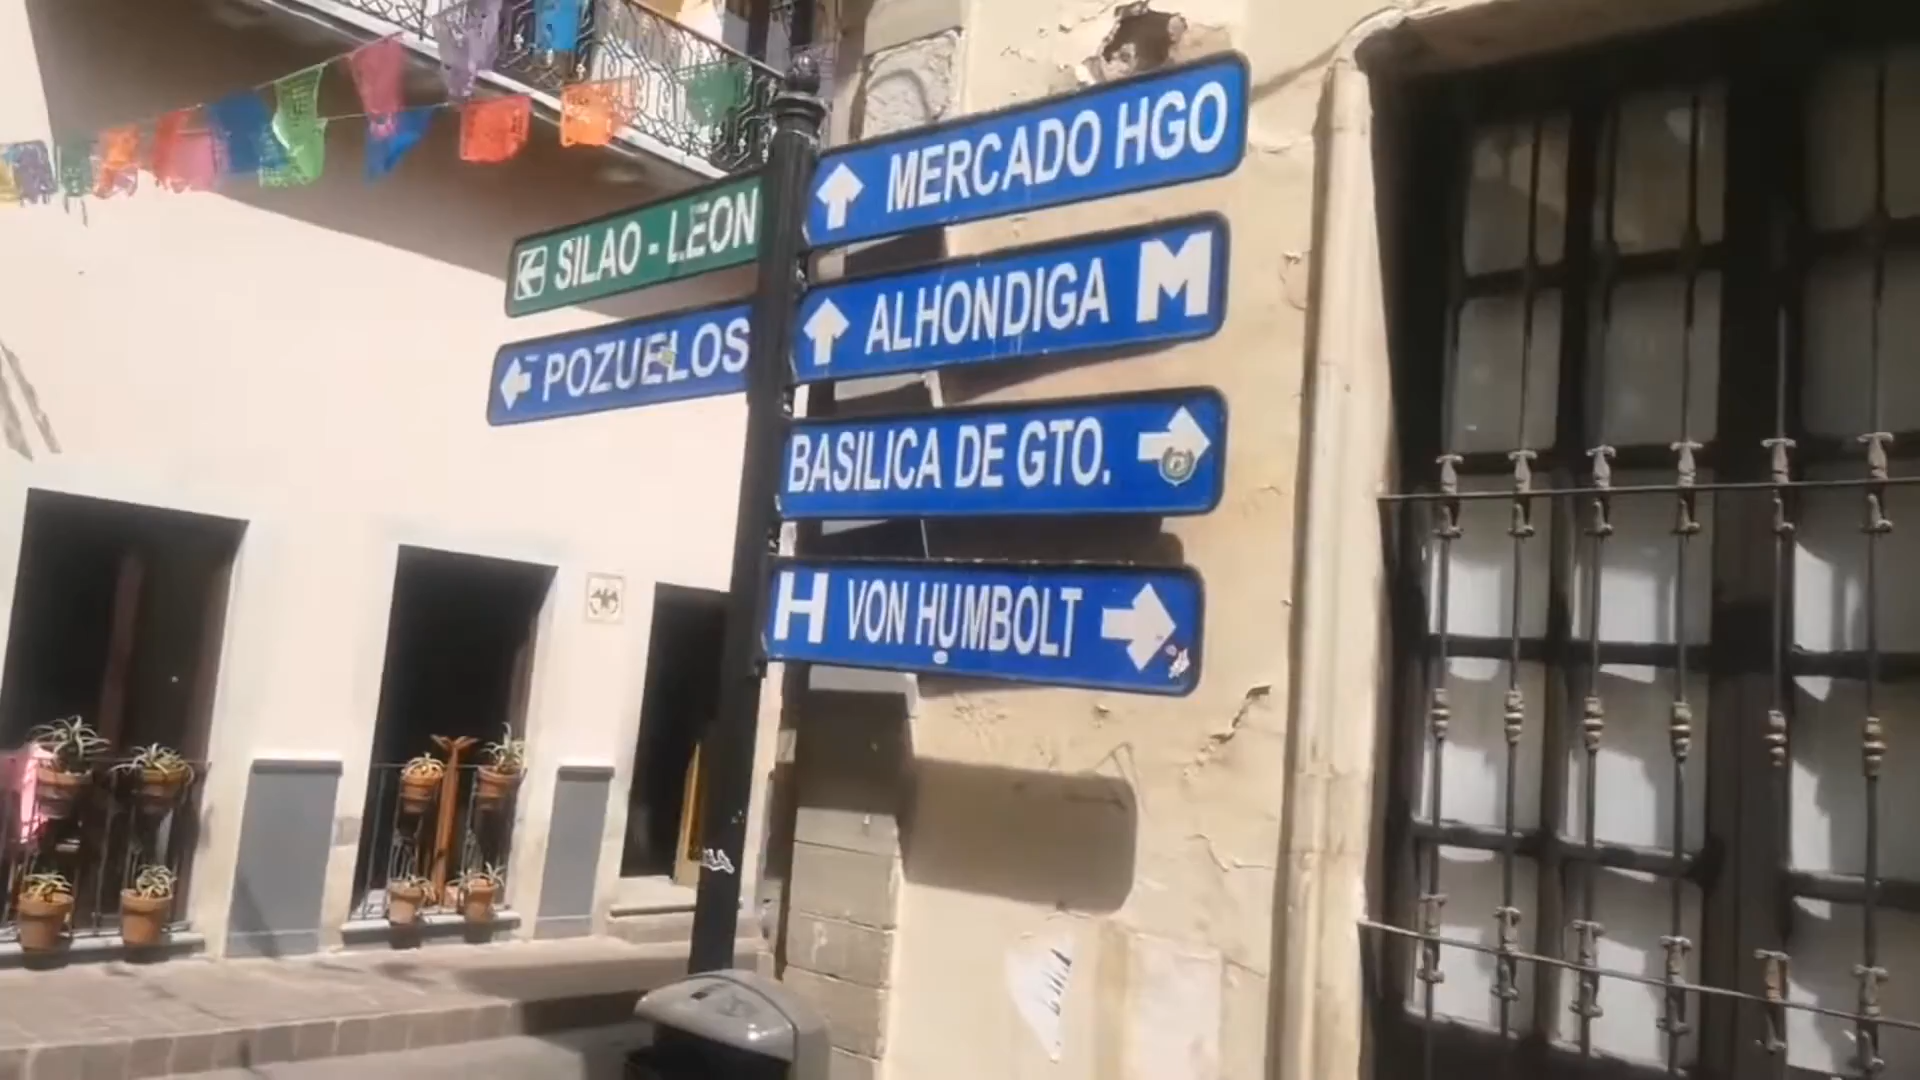 SILAO - LEON
POZUELOS
MERCADO HGO
ALHONDIGA M
BASILICA DE GTO.
H VON HUMBOLT